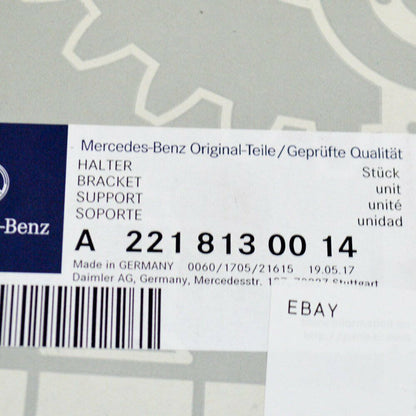 Mercedes-Benz Original-Teile/Geprüfte Qualität
HALTER Stück
BRACKET unit
SUPPORT unité
SOPORTE unidad
-Benz
A 221 813 00 14
Made in GERMANY 0060/1705/21615 19.05.17
Daimler AG, Germany, Mercedesstr.
EBAY